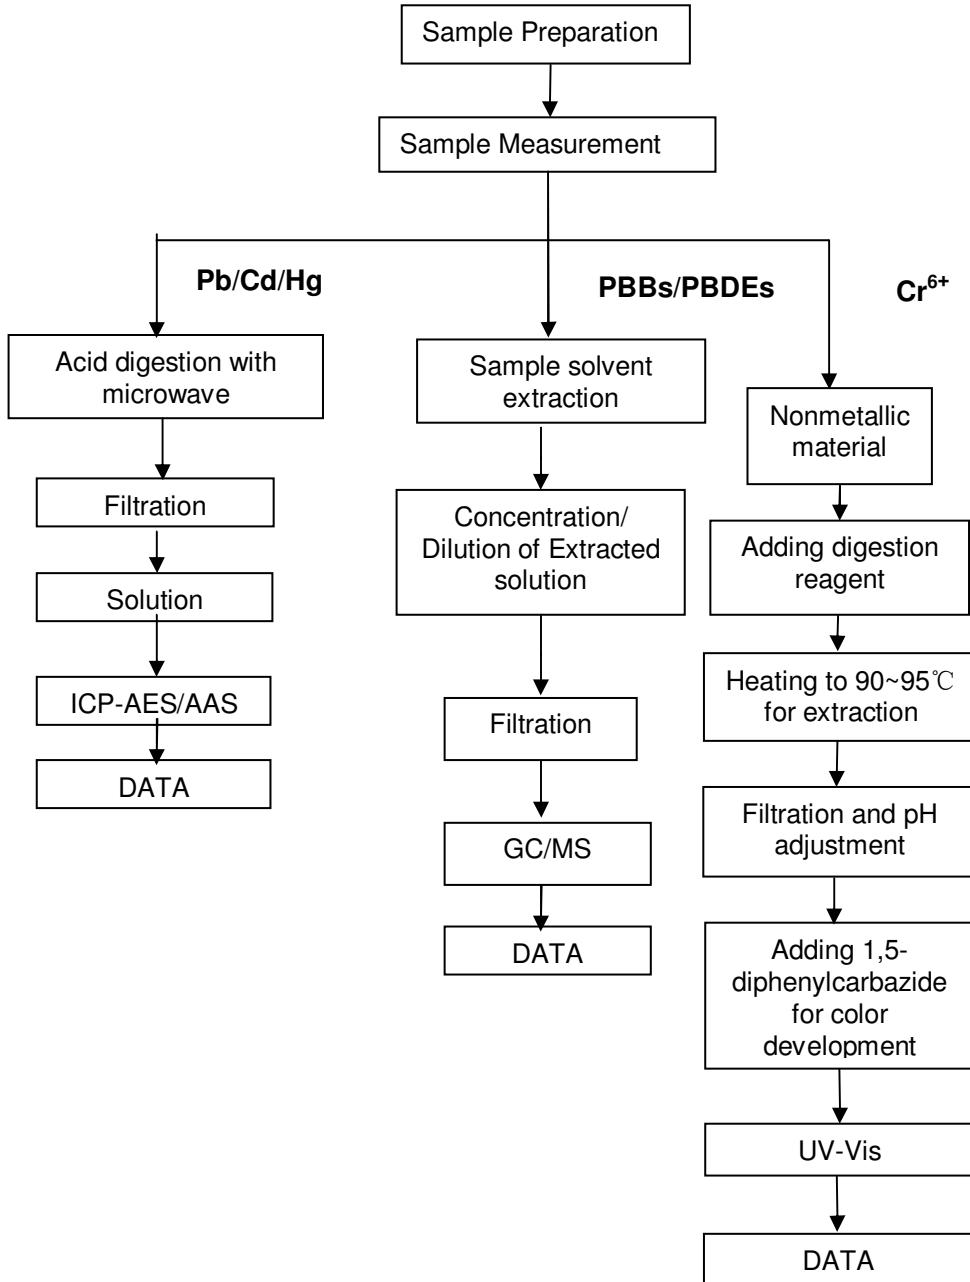 Sample Preparation
Sample Measurement
Pb/Cd/Hg
PBBs/PBDEs
Cr⁶⁺
Acid digestion with
microwave
Filtration
Solution
ICP-AES/AAS
DATA
Sample solvent
extraction
Concentration/
Dilution of Extracted
solution
Filtration
GC/MS
DATA
Nonmetallic
material
Adding digestion
reagent
Heating to 90~95℃
for extraction
Filtration and pH
adjustment
Adding 1,5-
diphenylcarbazide
for color
development
UV-Vis
DATA